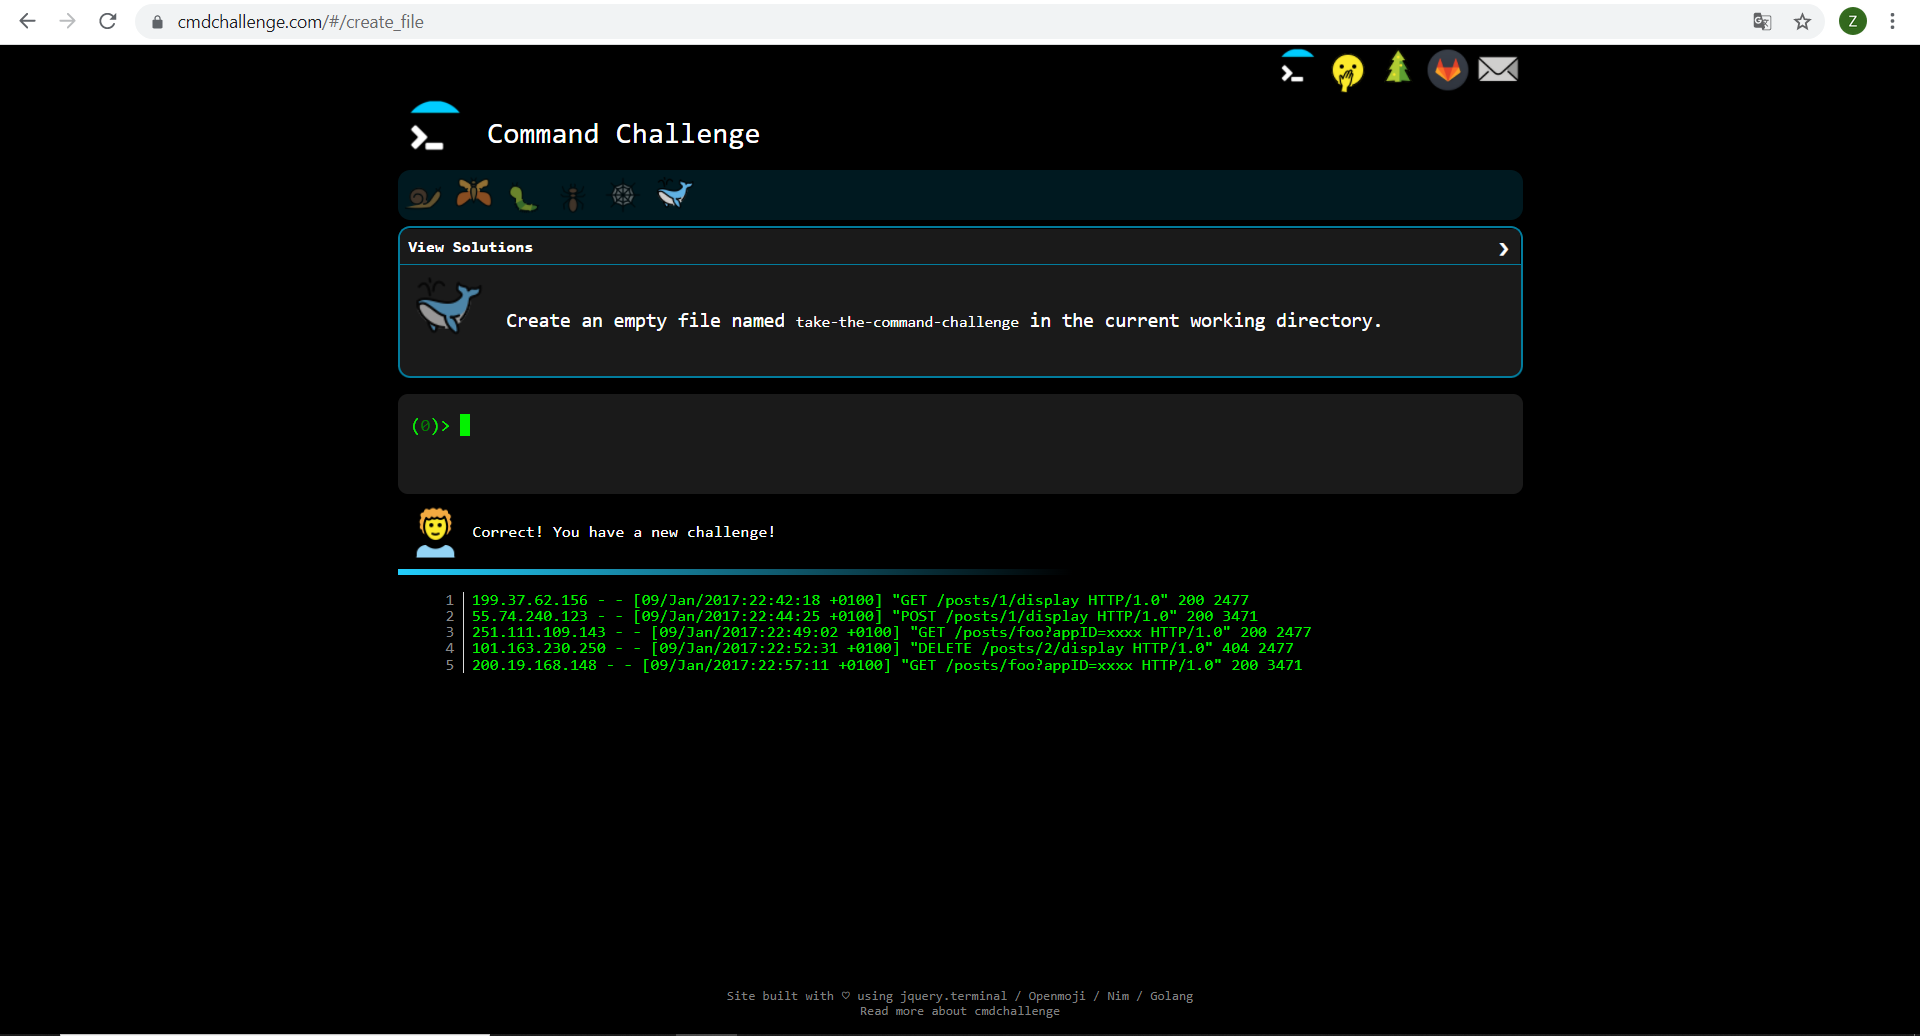 cmdchallenge.com/#/create_file
Z
Command Challenge
View Solutions
Create an empty file named take-the-command-challenge in the current working directory.
(0)>
Correct! You have a new challenge!
1 199.37.62.156 - - [09/Jan/2017:22:42:18 +0100] "GET /posts/1/display HTTP/1.0" 200 2477
2 55.74.240.123 - - [09/Jan/2017:22:44:25 +0100] "POST /posts/1/display HTTP/1.0" 200 3471
3 251.111.109.143 - - [09/Jan/2017:22:49:02 +0100] "GET /posts/foo?appID=xxxx HTTP/1.0" 200 2477
4 101.163.230.250 - - [09/Jan/2017:22:52:31 +0100] "DELETE /posts/2/display HTTP/1.0" 404 2477
5 200.19.168.148 - - [09/Jan/2017:22:57:11 +0100] "GET /posts/foo?appID=xxxx HTTP/1.0" 200 3471
Site built with ♡ using jquery.terminal / Openmoji / Nim / Golang
Read more about cmdchallenge